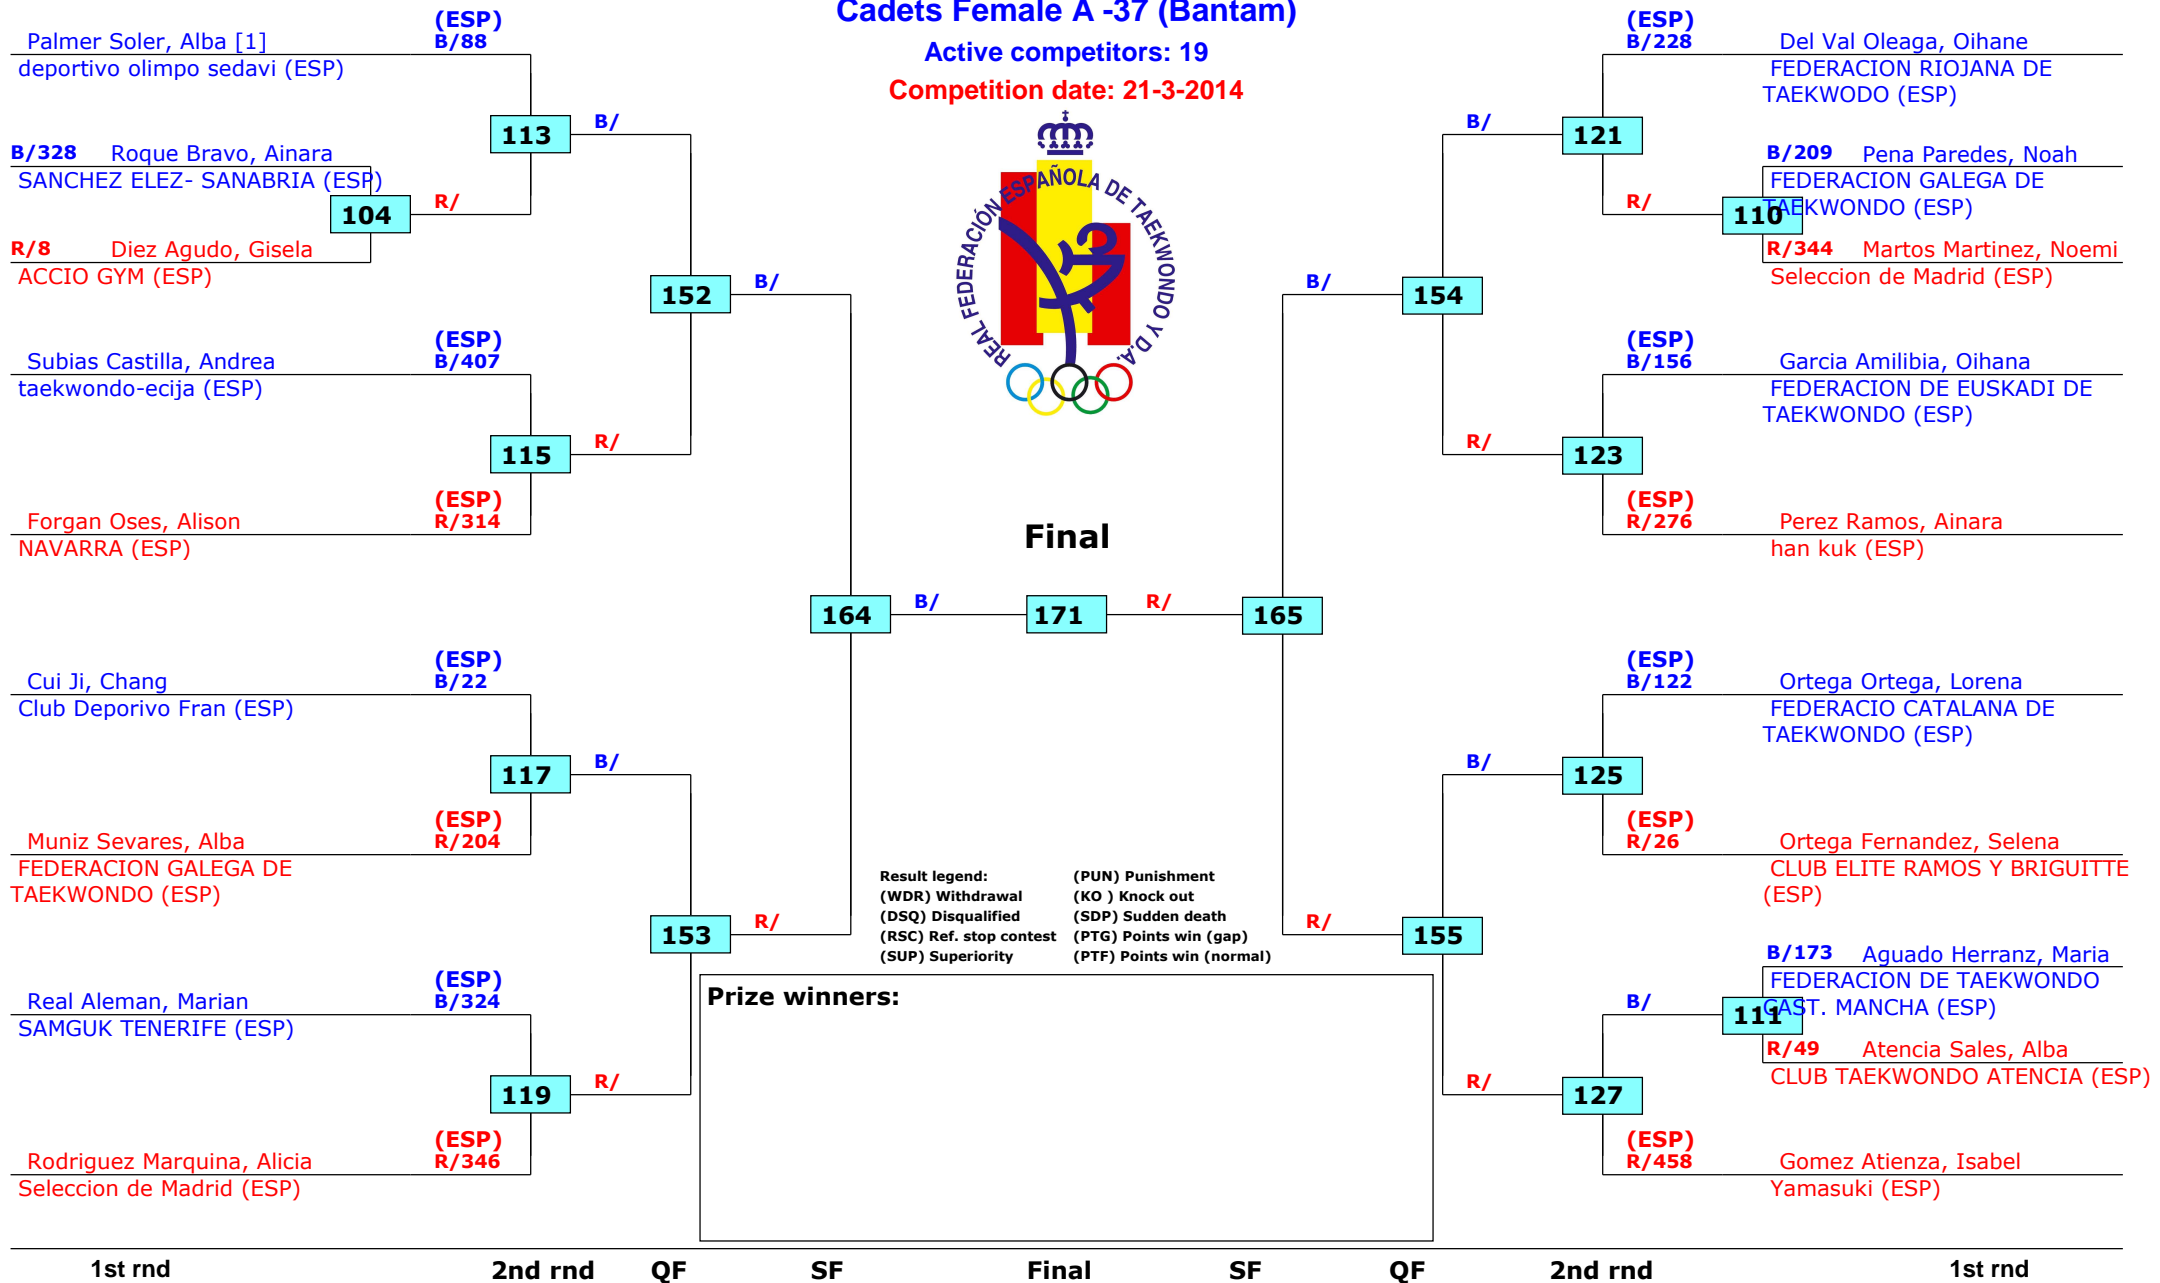 Cadets Female A -37 (Bantam)
Active competitors: 19
Competition date: 21-3-2014
REAL FEDERACIÓN ESPAÑOLA DE TAEKWONDO Y D.A.
(ESP)
Palmer Soler, Alba [1] B/88
deportivo olimpo sedavi (ESP)
113
B/
B/328 Roque Bravo, Ainara
SANCHEZ ELEZ- SANABRIA (ESP)
104
R/
R/8 Diez Agudo, Gisela
ACCIO GYM (ESP)
152
B/
(ESP)
Subias Castilla, Andrea B/407
taekwondo-ecija (ESP)
115
R/
(ESP)
Forgan Oses, Alison R/314
NAVARRA (ESP)
164
B/
(ESP)
Cui Ji, Chang B/22
Club Deporivo Fran (ESP)
117
B/
(ESP)
Muniz Sevares, Alba R/204
FEDERACION GALEGA DE
TAEKWONDO (ESP)
153
R/
(ESP)
Real Aleman, Marian B/324
SAMGUK TENERIFE (ESP)
119
R/
(ESP)
Rodriguez Marquina, Alicia R/346
Seleccion de Madrid (ESP)
Final
171
R/
165
(ESP)
B/228 Del Val Oleaga, Oihane
FEDERACION RIOJANA DE
TAEKWODO (ESP)
B/
121
B/209 Pena Paredes, Noah
FEDERACION GALEGA DE
TAEKWONDO (ESP)
R/
110
R/344 Martos Martinez, Noemi
Seleccion de Madrid (ESP)
B/
154
(ESP)
B/156 Garcia Amilibia, Oihana
FEDERACION DE EUSKADI DE
TAEKWONDO (ESP)
R/
123
(ESP)
R/276 Perez Ramos, Ainara
han kuk (ESP)
(ESP)
B/122 Ortega Ortega, Lorena
FEDERACIO CATALANA DE
TAEKWONDO (ESP)
B/
125
(ESP)
R/26 Ortega Fernandez, Selena
CLUB ELITE RAMOS Y BRIGUITTE
(ESP)
R/
155
B/173 Aguado Herranz, Maria
FEDERACION DE TAEKWONDO
CAST. MANCHA (ESP)
B/
111
R/49 Atencia Sales, Alba
CLUB TAEKWONDO ATENCIA (ESP)
R/
127
(ESP)
R/458 Gomez Atienza, Isabel
Yamasuki (ESP)
Result legend: (PUN) Punishment
(WDR) Withdrawal (KO ) Knock out
(DSQ) Disqualified (SDP) Sudden death
(RSC) Ref. stop contest (PTG) Points win (gap)
(SUP) Superiority (PTF) Points win (normal)
Prize winners:
1st rnd 2nd rnd QF SF Final SF QF 2nd rnd 1st rnd